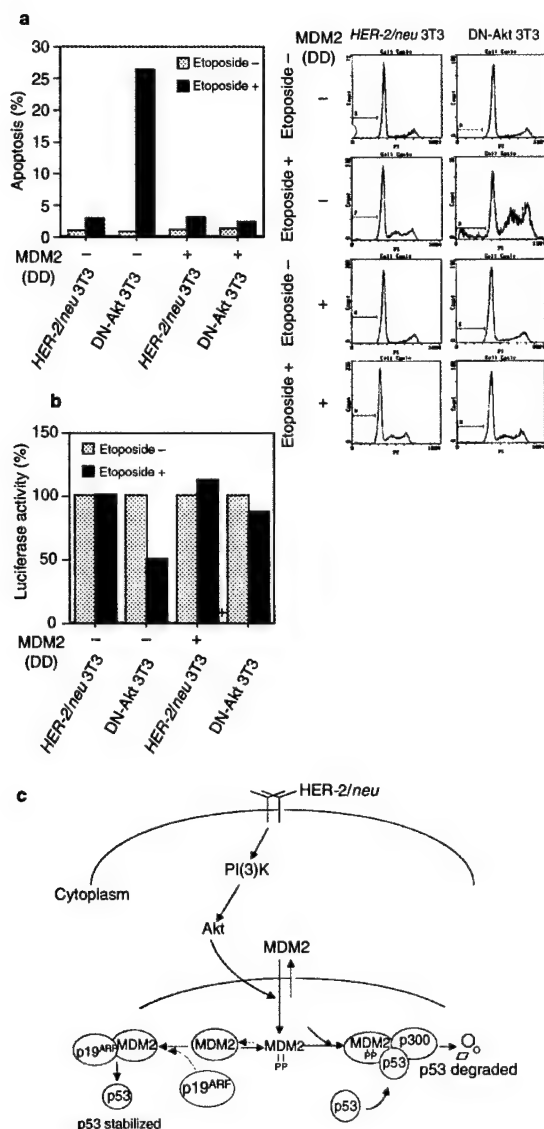 a
30
25
20
15
10
5
0
Apoptosis (%)
Etoposide –
Etoposide +
MDM2 – – + +
(DD)
HER-2/neu 3T3
DN-Akt 3T3
HER-2/neu 3T3
DN-Akt 3T3
MDM2 HER-2/neu 3T3 DN-Akt 3T3
(DD)
Etoposide –
–
Etoposide +
–
Etoposide –
+
Etoposide +
+
b
150
100
50
0
Luciferase activity (%)
Etoposide –
Etoposide +
+
MDM2 – – +
(DD)
HER-2/neu 3T3
DN-Akt 3T3
HER-2/neu 3T3
DN-Akt 3T3
c
HER-2/neu
PI(3)K
Cytoplasm
Akt
MDM2
p19ARF MDM2 MDM2 MDM2 MDM2 p300
PP PP p53
p19ARF
p53 degraded
p53 p53
p53 stabilized